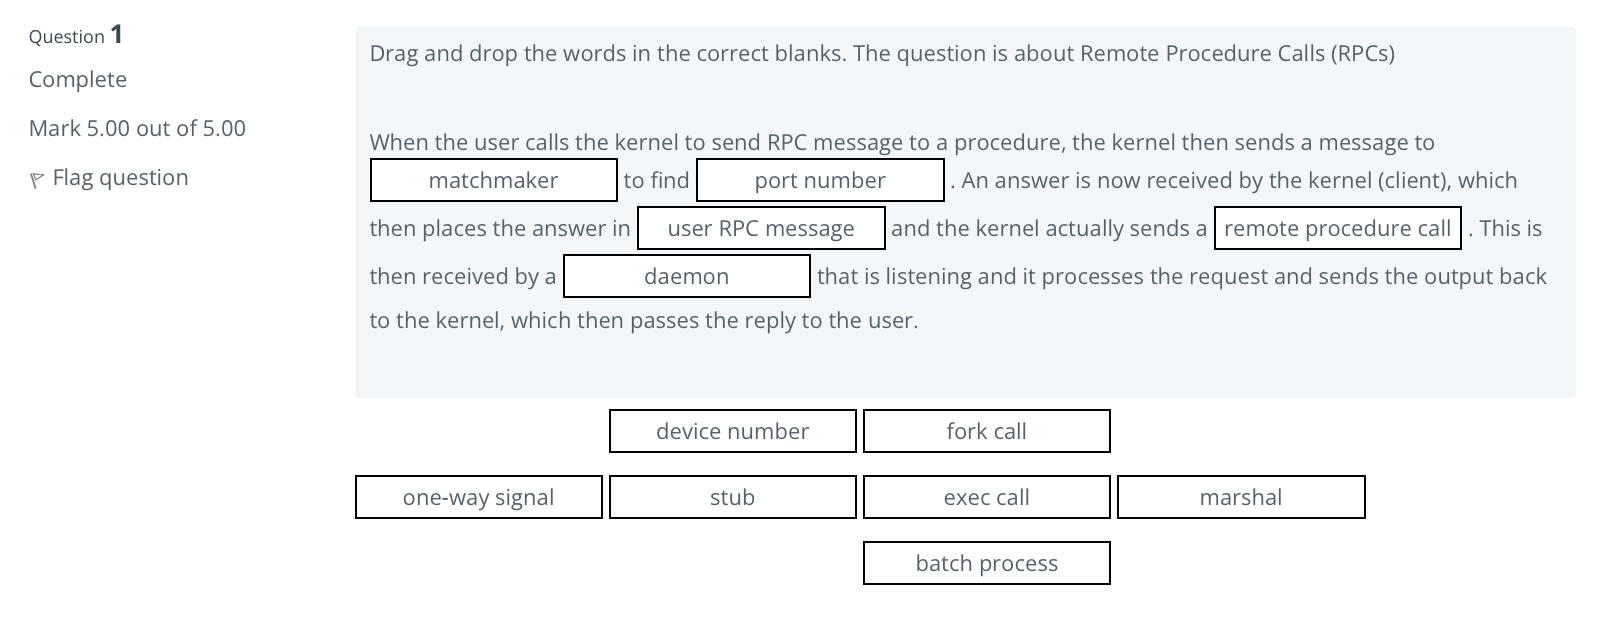 Question 1
Complete
Mark 5.00 out of 5.00
Flag question
Drag and drop the words in the correct blanks. The question is about Remote Procedure Calls (RPCs)
When the user calls the kernel to send RPC message to a procedure, the kernel then sends a message to
matchmaker to find port number . An answer is now received by the kernel (client), which
then places the answer in user RPC message and the kernel actually sends a remote procedure call . This is
then received by a daemon that is listening and it processes the request and sends the output back
to the kernel, which then passes the reply to the user.
device number fork call
one-way signal stub exec call marshal
batch process